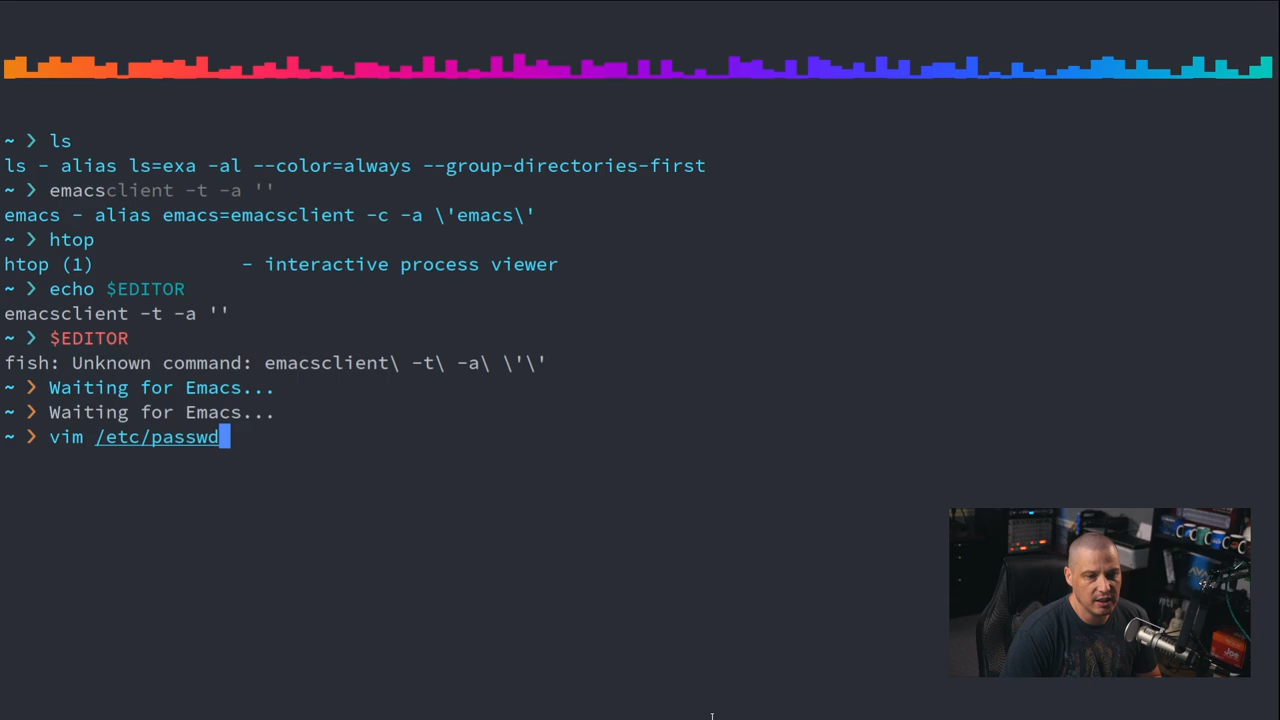 ~ ❯ ls
ls - alias ls=exa -al --color=always --group-directories-first
~ ❯ emacsclient -t -a ''
emacs - alias emacs=emacsclient -c -a \'emacs\'
~ ❯ htop
htop (1)             - interactive process viewer
~ ❯ echo $EDITOR
emacsclient -t -a ''
~ ❯ $EDITOR
fish: Unknown command: emacsclient\ -t\ -a\ \'\'
~ ❯ Waiting for Emacs...
~ ❯ Waiting for Emacs...
~ ❯ vim /etc/passwd
Joe